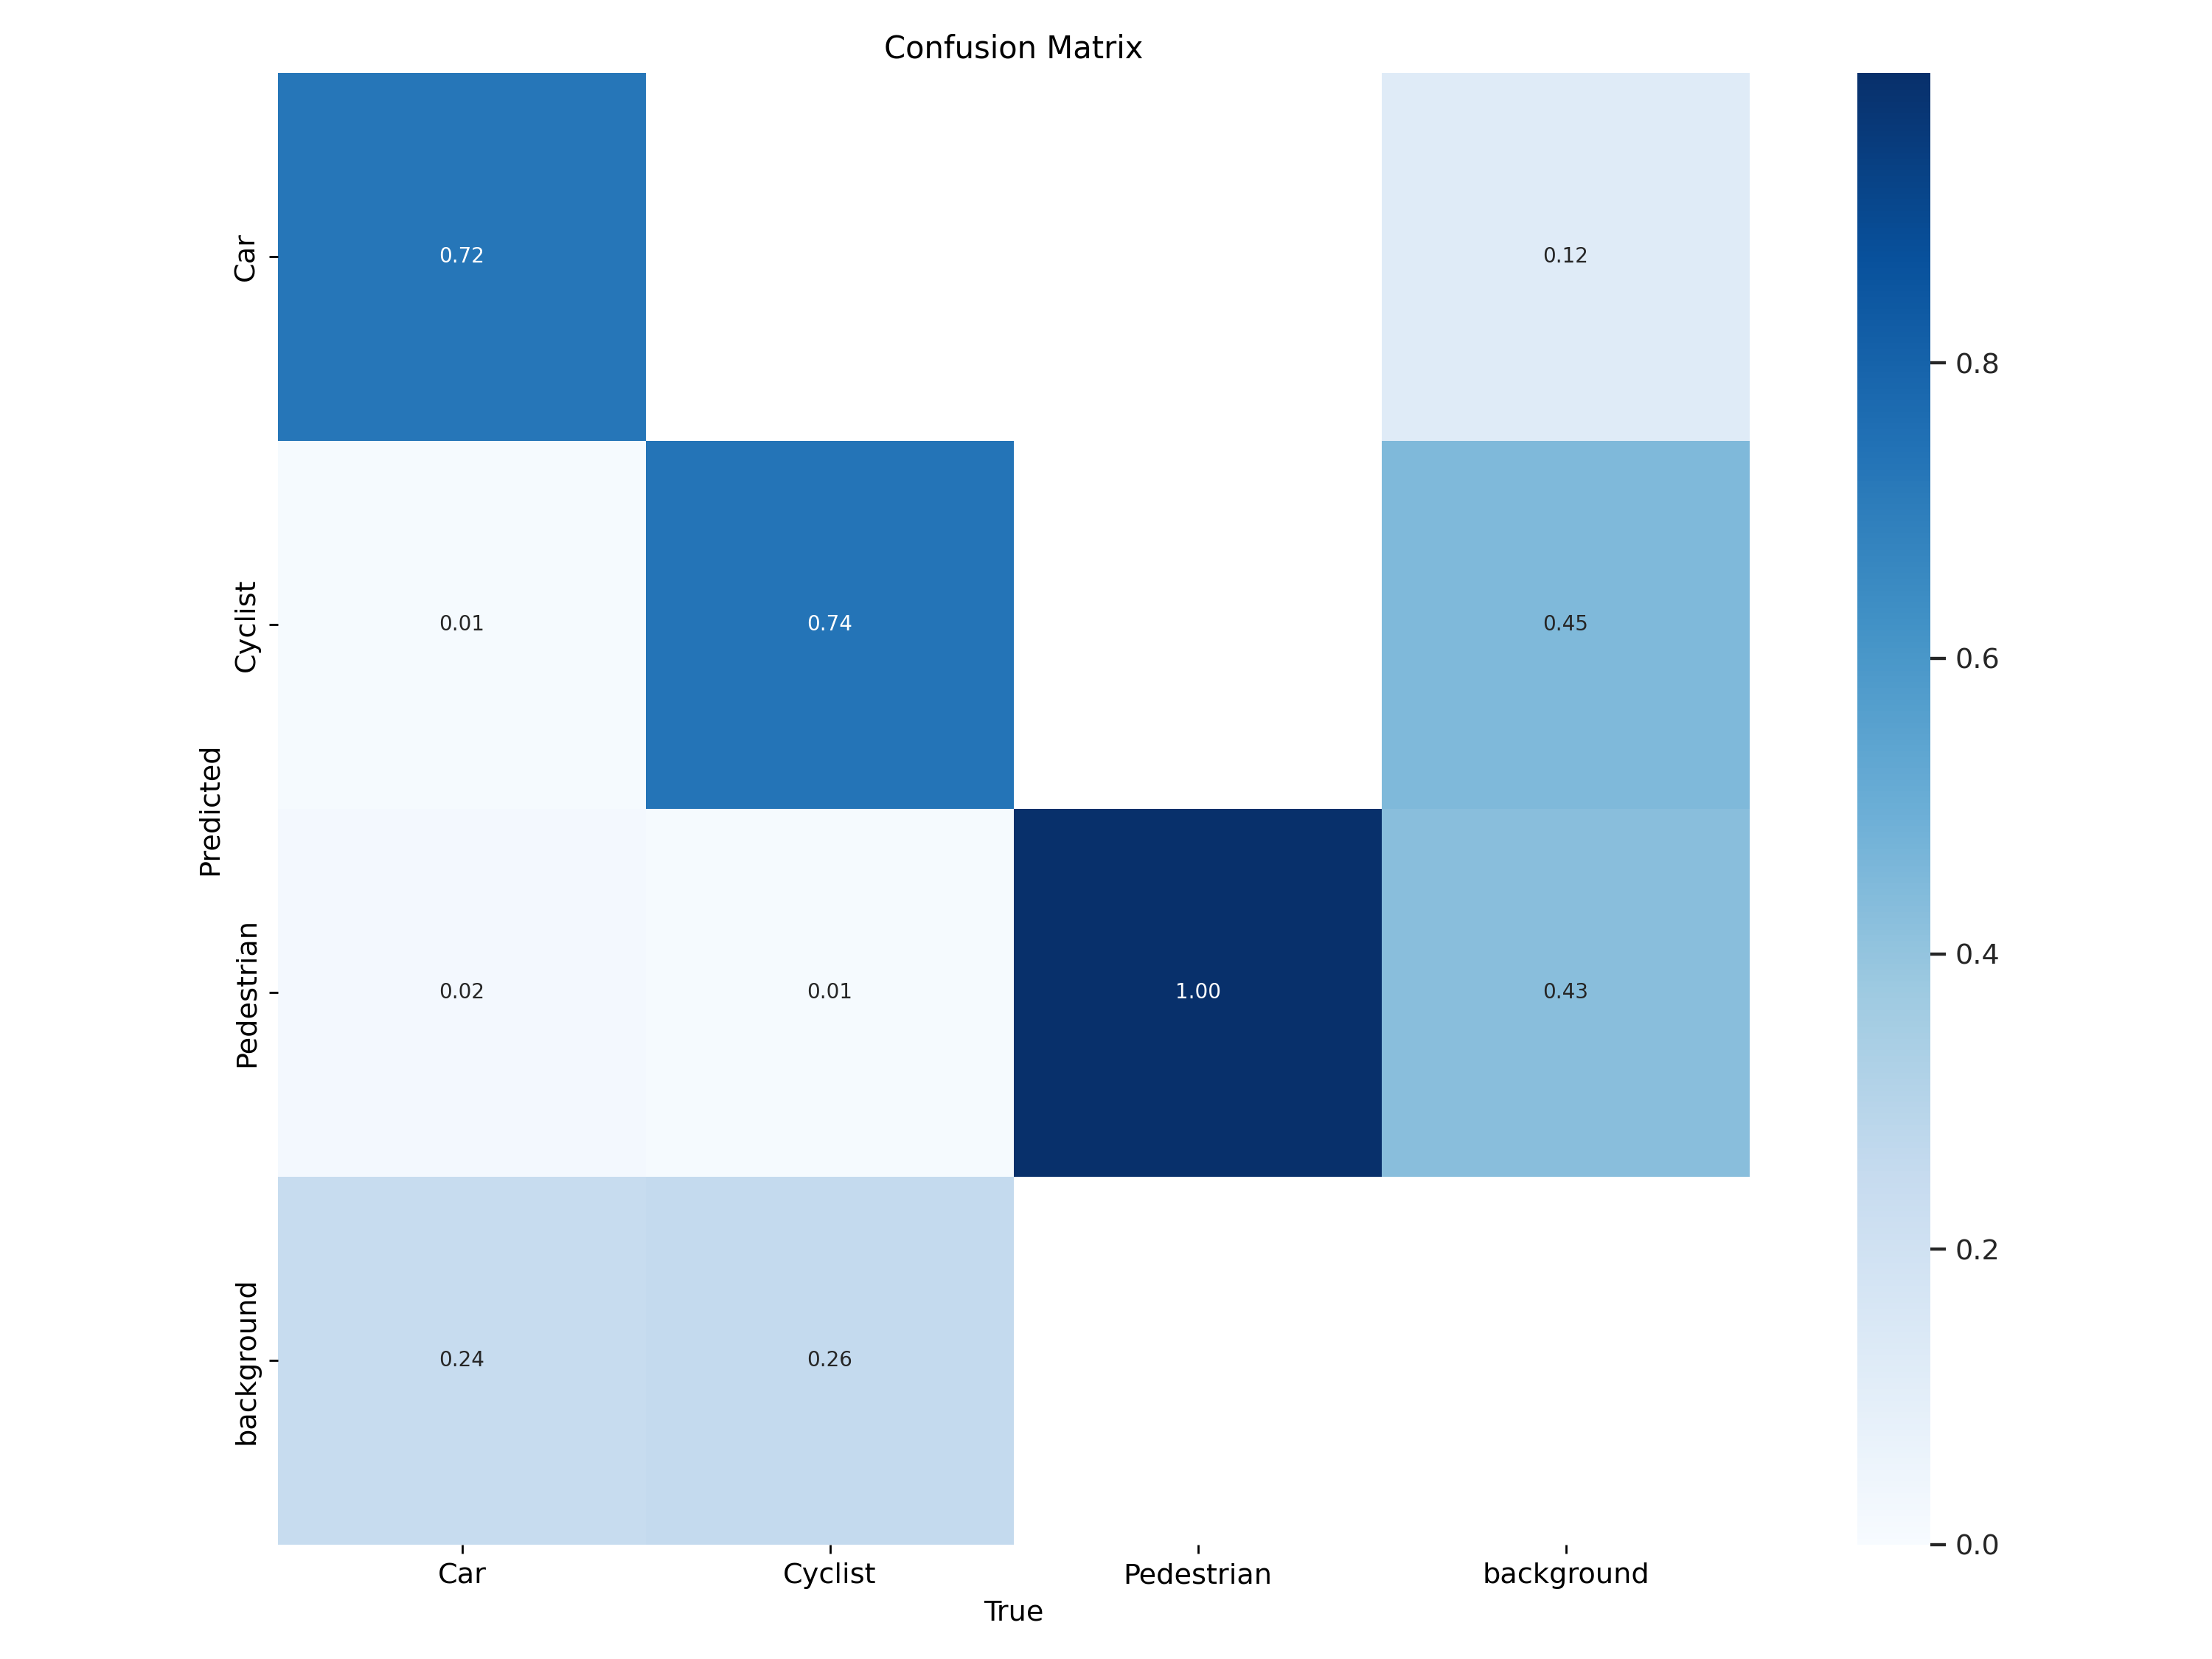 Confusion Matrix
Car
0.72
0.12
0.8
Cyclist
0.01
0.74
0.45
0.6
Predicted
Pedestrian
0.02
0.01
1.00
0.43
0.4
background
0.24
0.26
0.2
0.0
Car
Cyclist
Pedestrian
background
True